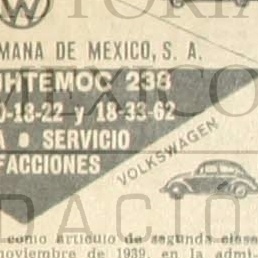 MANA DE MEXICO, S. A.
UHTEMOC 238
0-18-22 y 18-33-62
A • SERVICIO
FACCIONES
VOLKSWAGEN
como artículo de segunda clase
noviembre de 1939, en la admi-